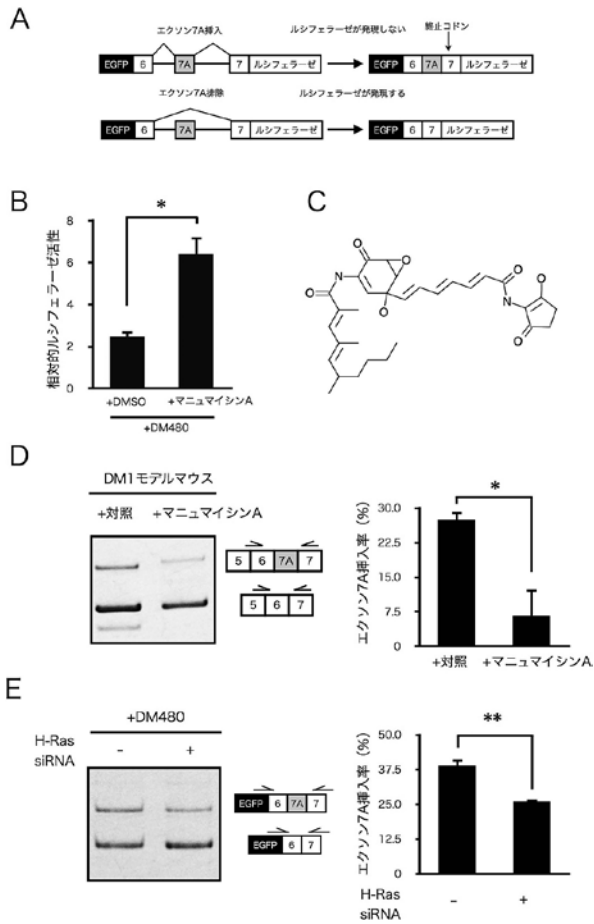 A
エクソン7A挿入
ルシフェラーゼが発現しない
終止コドン
EGFP 6 7A 7 ルシフェラーゼ
EGFP 6 7A 7 ルシフェラーゼ
エクソン7A排除
ルシフェラーゼが発現する
EGFP 6 7A 7 ルシフェラーゼ
EGFP 6 7 ルシフェラーゼ
B
相対的ルシフェラーゼ活性
8
6
4
2
0
*
+DMSO +マニュマイシンA
+DM480
C
O
O
NH
O
O
O
N
O
O
D
DM1モデルマウス
+対照 +マニュマイシンA
5 6 7A 7
5 6 7
エクソン7A挿入率 (%)
30.0
22.5
15.0
7.5
0
*
+対照 +マニュマイシンA
E
+DM480
H-Ras siRNA - +
EGFP 6 7A 7
EGFP 6 7
エクソン7A挿入率 (%)
50.0
37.5
25.0
12.5
0
**
H-Ras siRNA - +